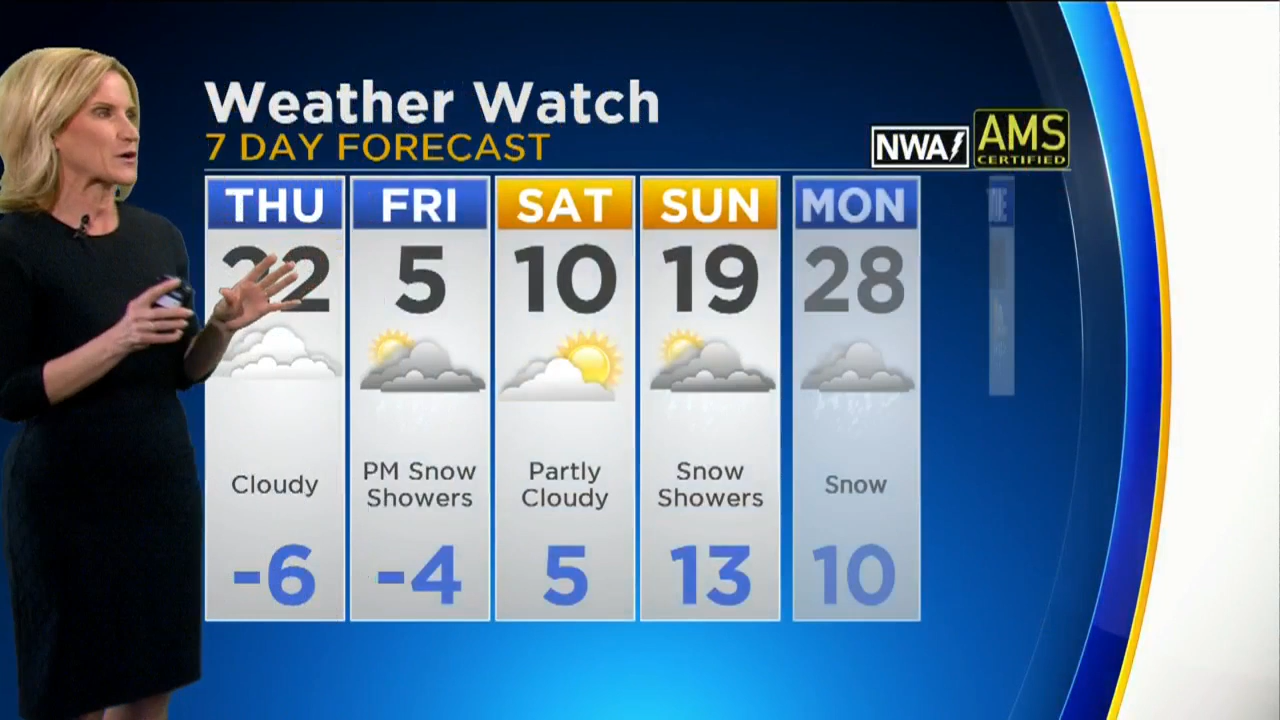 Weather Watch
7 DAY FORECAST
NWA
AMS
CERTIFIED
THU FRI SAT SUN MON
22 5 10 19 28
Cloudy
PM Snow
Showers
Partly
Cloudy
Snow
Showers
Snow
-6 -4 5 13 10